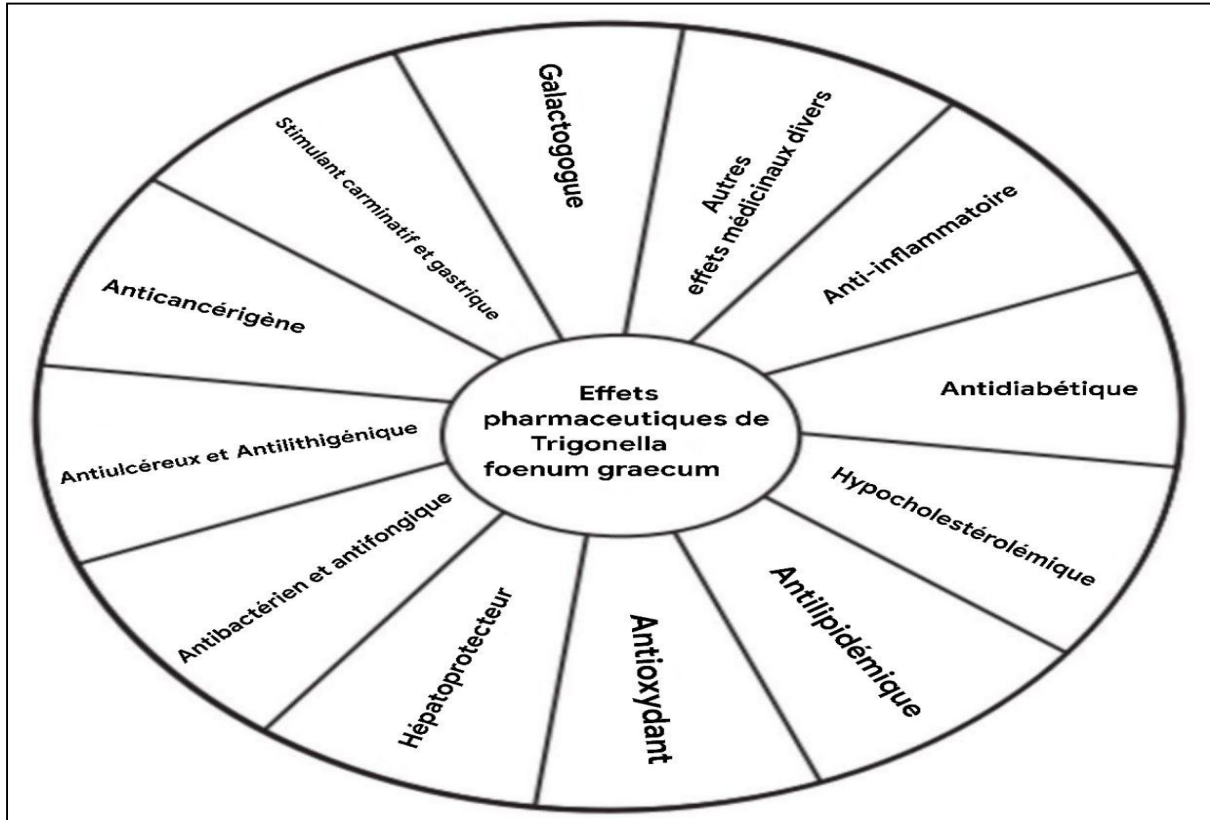 Galactogogue
Autres
effets médicinaux divers
Anti-inflammatoire
Antidiabétique
Hypocholestérolémique
Antilipidémique
Antioxydant
Hépatoprotecteur
Antibactérien et antifongique
Antiulcéreux et Antilithigénique
Anticancérigène
Stimulant carminatif et gastrique
Effets
pharmaceutiques de
Trigonella
foenum graecum